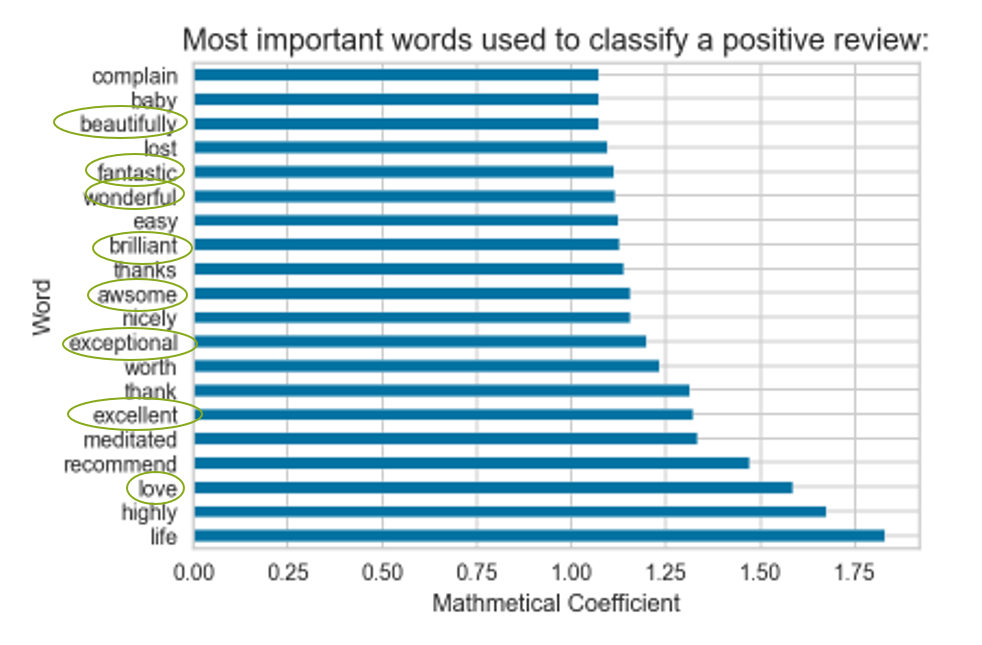 Most important words used to classify a positive review:
complain
baby
beautifully
lost
fantastic
wonderful
easy
brilliant
thanks
awsome
nicely
exceptional
worth
thank
excellent
meditated
recommend
love
highly
life
Word
0.00 0.25 0.50 0.75 1.00 1.25 1.50 1.75
Mathmetical Coefficient